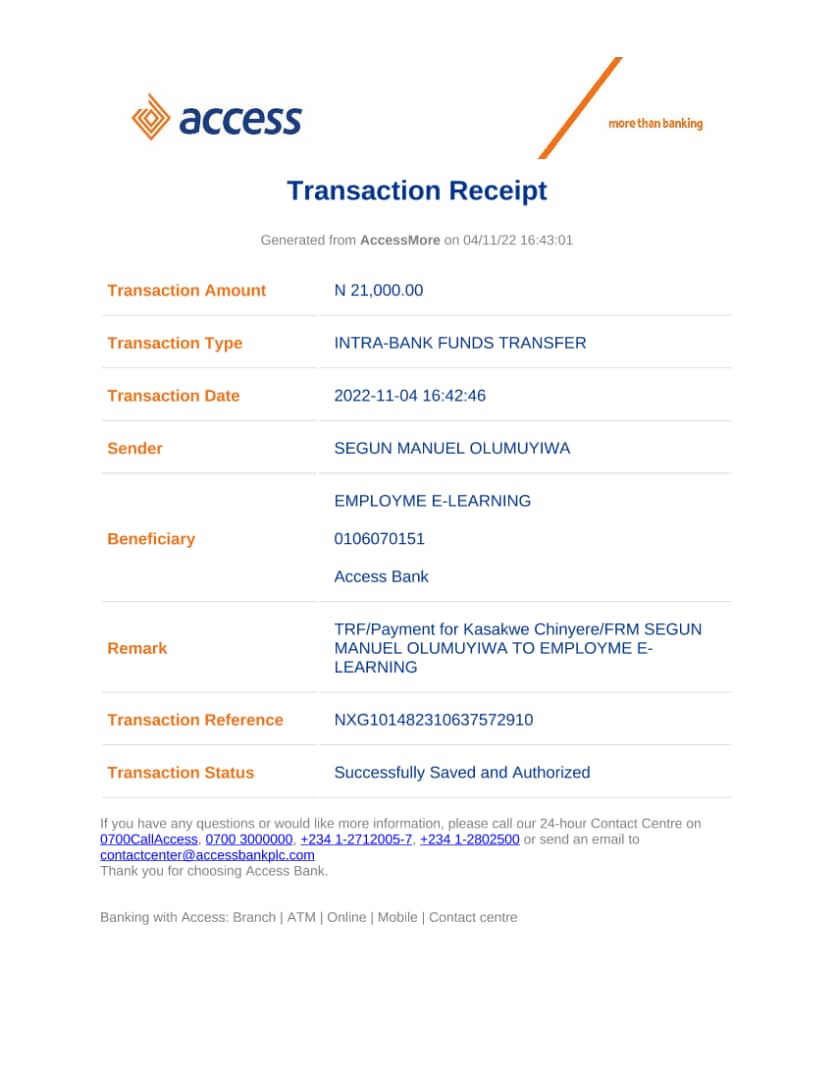 access
more than banking
Transaction Receipt
Generated from AccessMore on 04/11/22 16:43:01
Transaction Amount N 21,000.00
Transaction Type INTRA-BANK FUNDS TRANSFER
Transaction Date 2022-11-04 16:42:46
Sender SEGUN MANUEL OLUMUYIWA
EMPLOYME E-LEARNING
Beneficiary 0106070151
Access Bank
TRF/Payment for Kasakwe Chinyere/FRM SEGUN
Remark MANUEL OLUMUYIWA TO EMPLOYME E-
LEARNING
Transaction Reference NXG101482310637572910
Transaction Status Successfully Saved and Authorized
If you have any questions or would like more information, please call our 24-hour Contact Centre on
0700CallAccess, 0700 3000000, +234 1-2712005-7, +234 1-2802500 or send an email to
contactcenter@accessbankplc.com
Thank you for choosing Access Bank.
Banking with Access: Branch | ATM | Online | Mobile | Contact centre